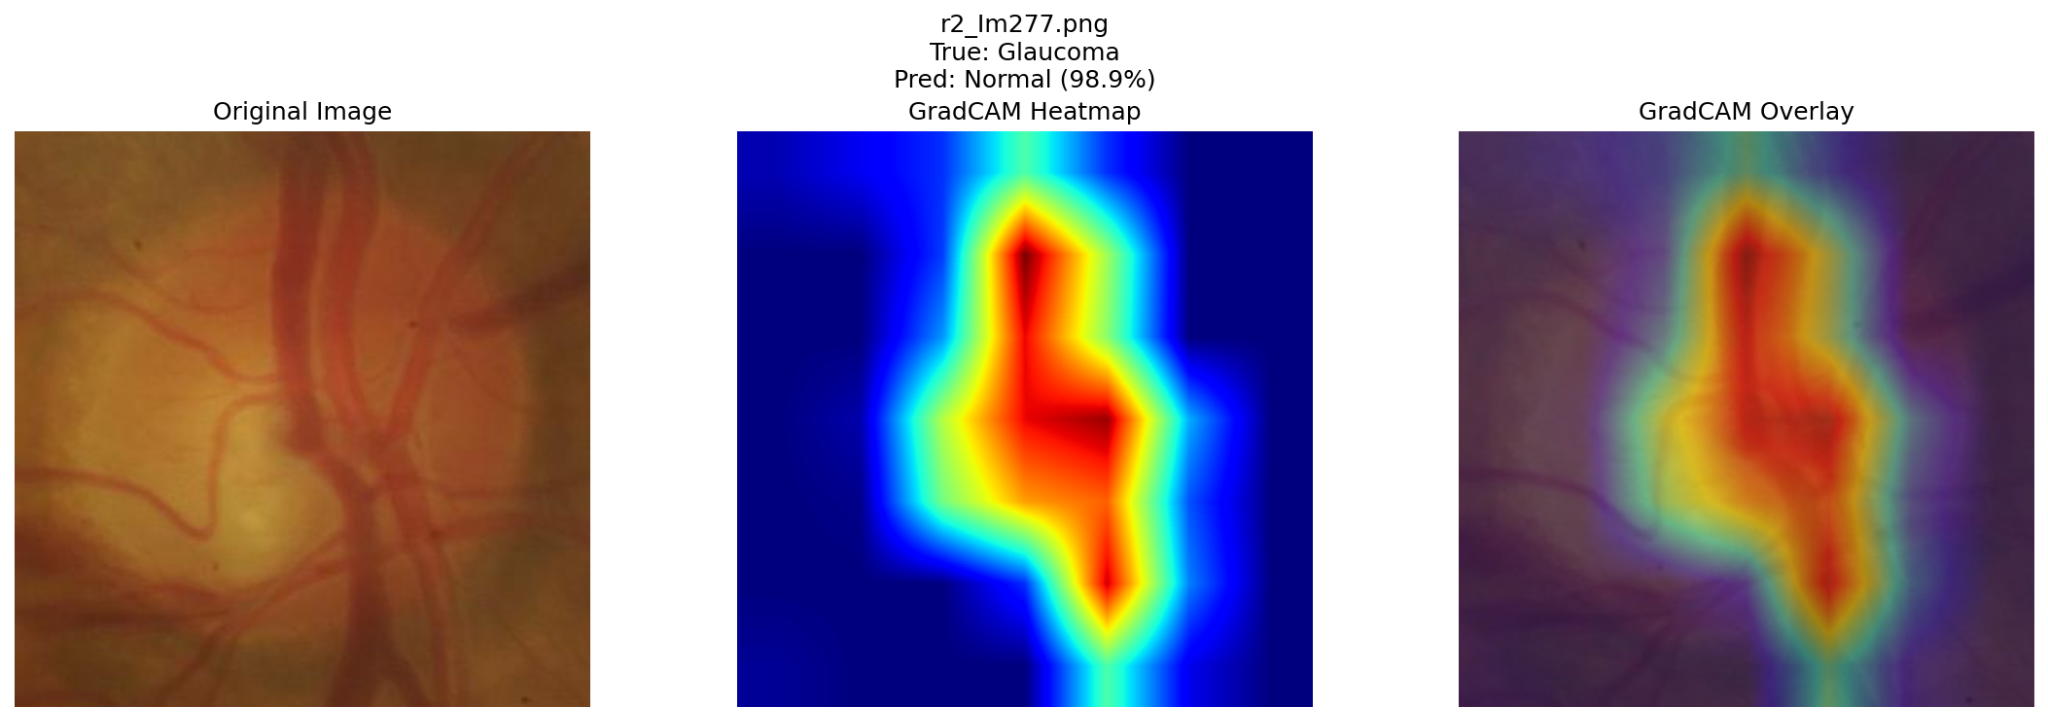 r2_Im277.png
True: Glaucoma
Pred: Normal (98.9%)
Original Image
GradCAM Heatmap
GradCAM Overlay